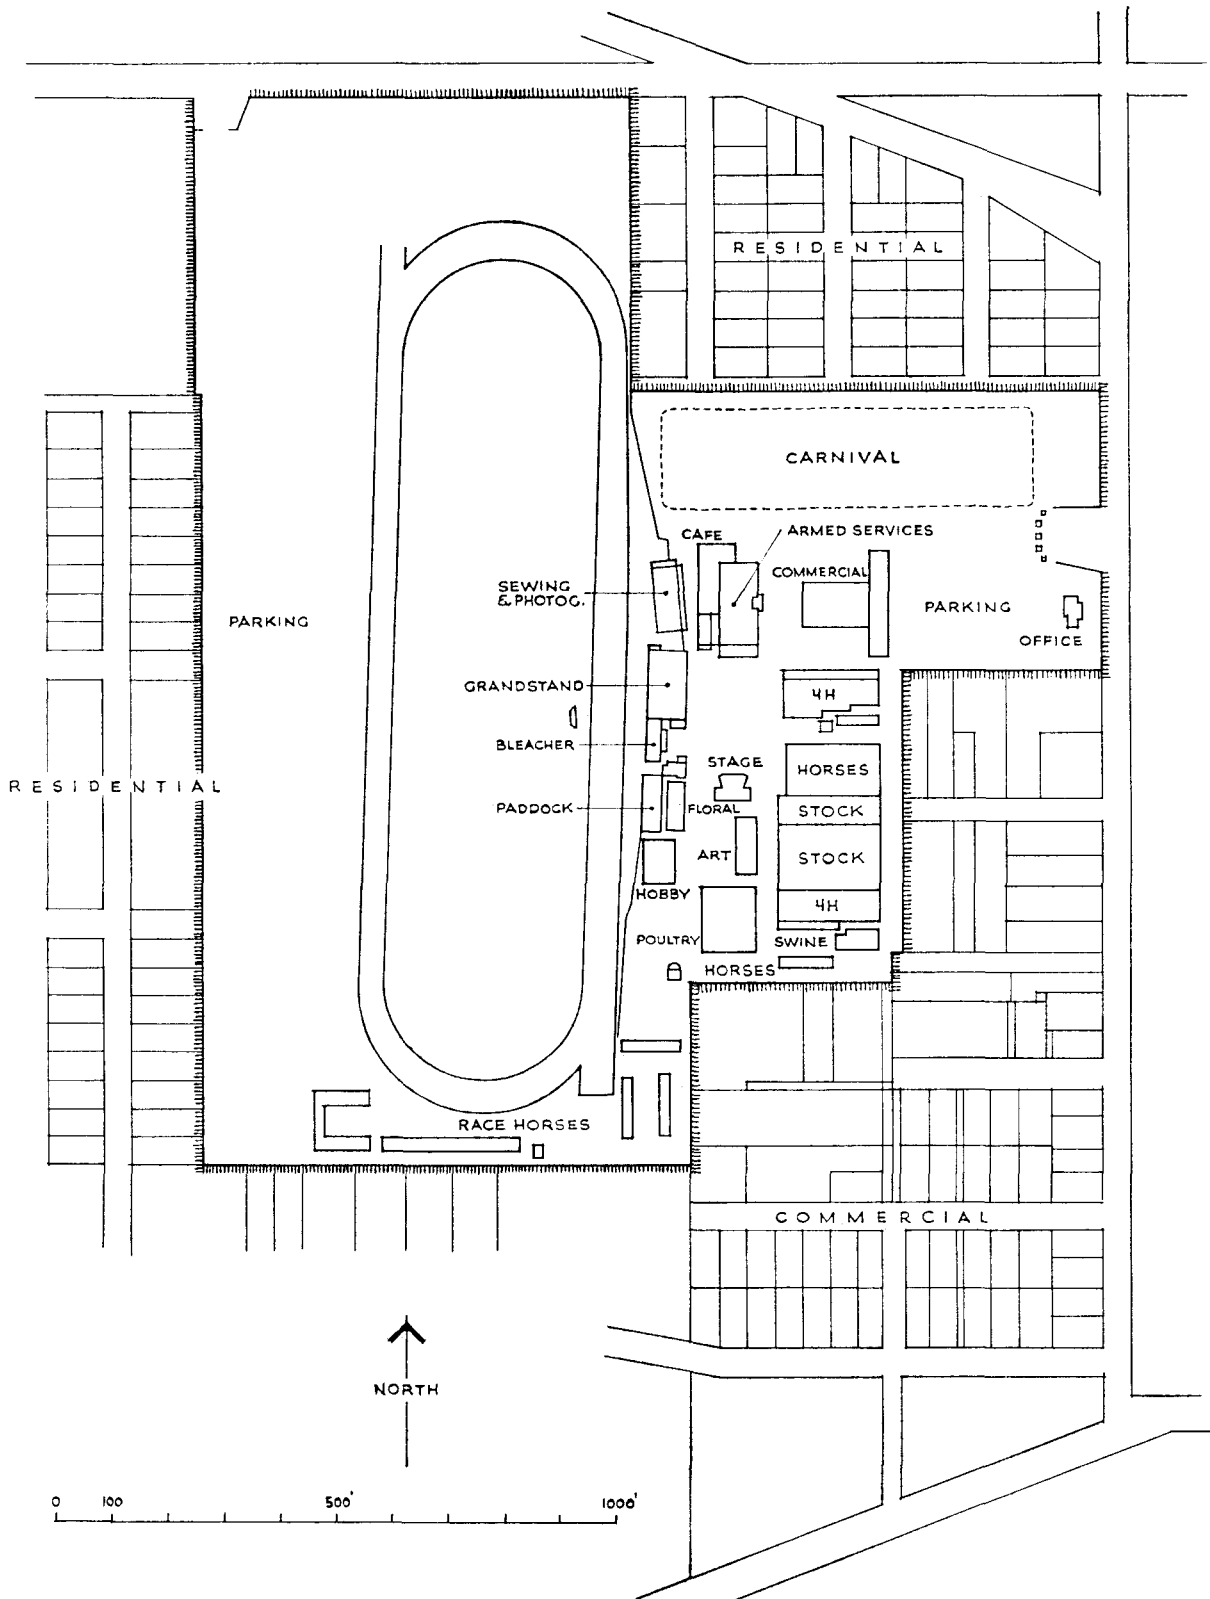 RESIDENTIAL
CARNIVAL
CAFE
ARMED SERVICES
COMMERCIAL
SEWING
& PHOTOG.
PARKING
PARKING
OFFICE
GRANDSTAND
4H
BLEACHER
STAGE
HORSES
RESIDENTIAL
PADDOCK
FLORAL
STOCK
ART
STOCK
HOBBY
4H
POULTRY
SWINE
HORSES
RACE HORSES
COMMERCIAL
NORTH
0 100 500' 1000'